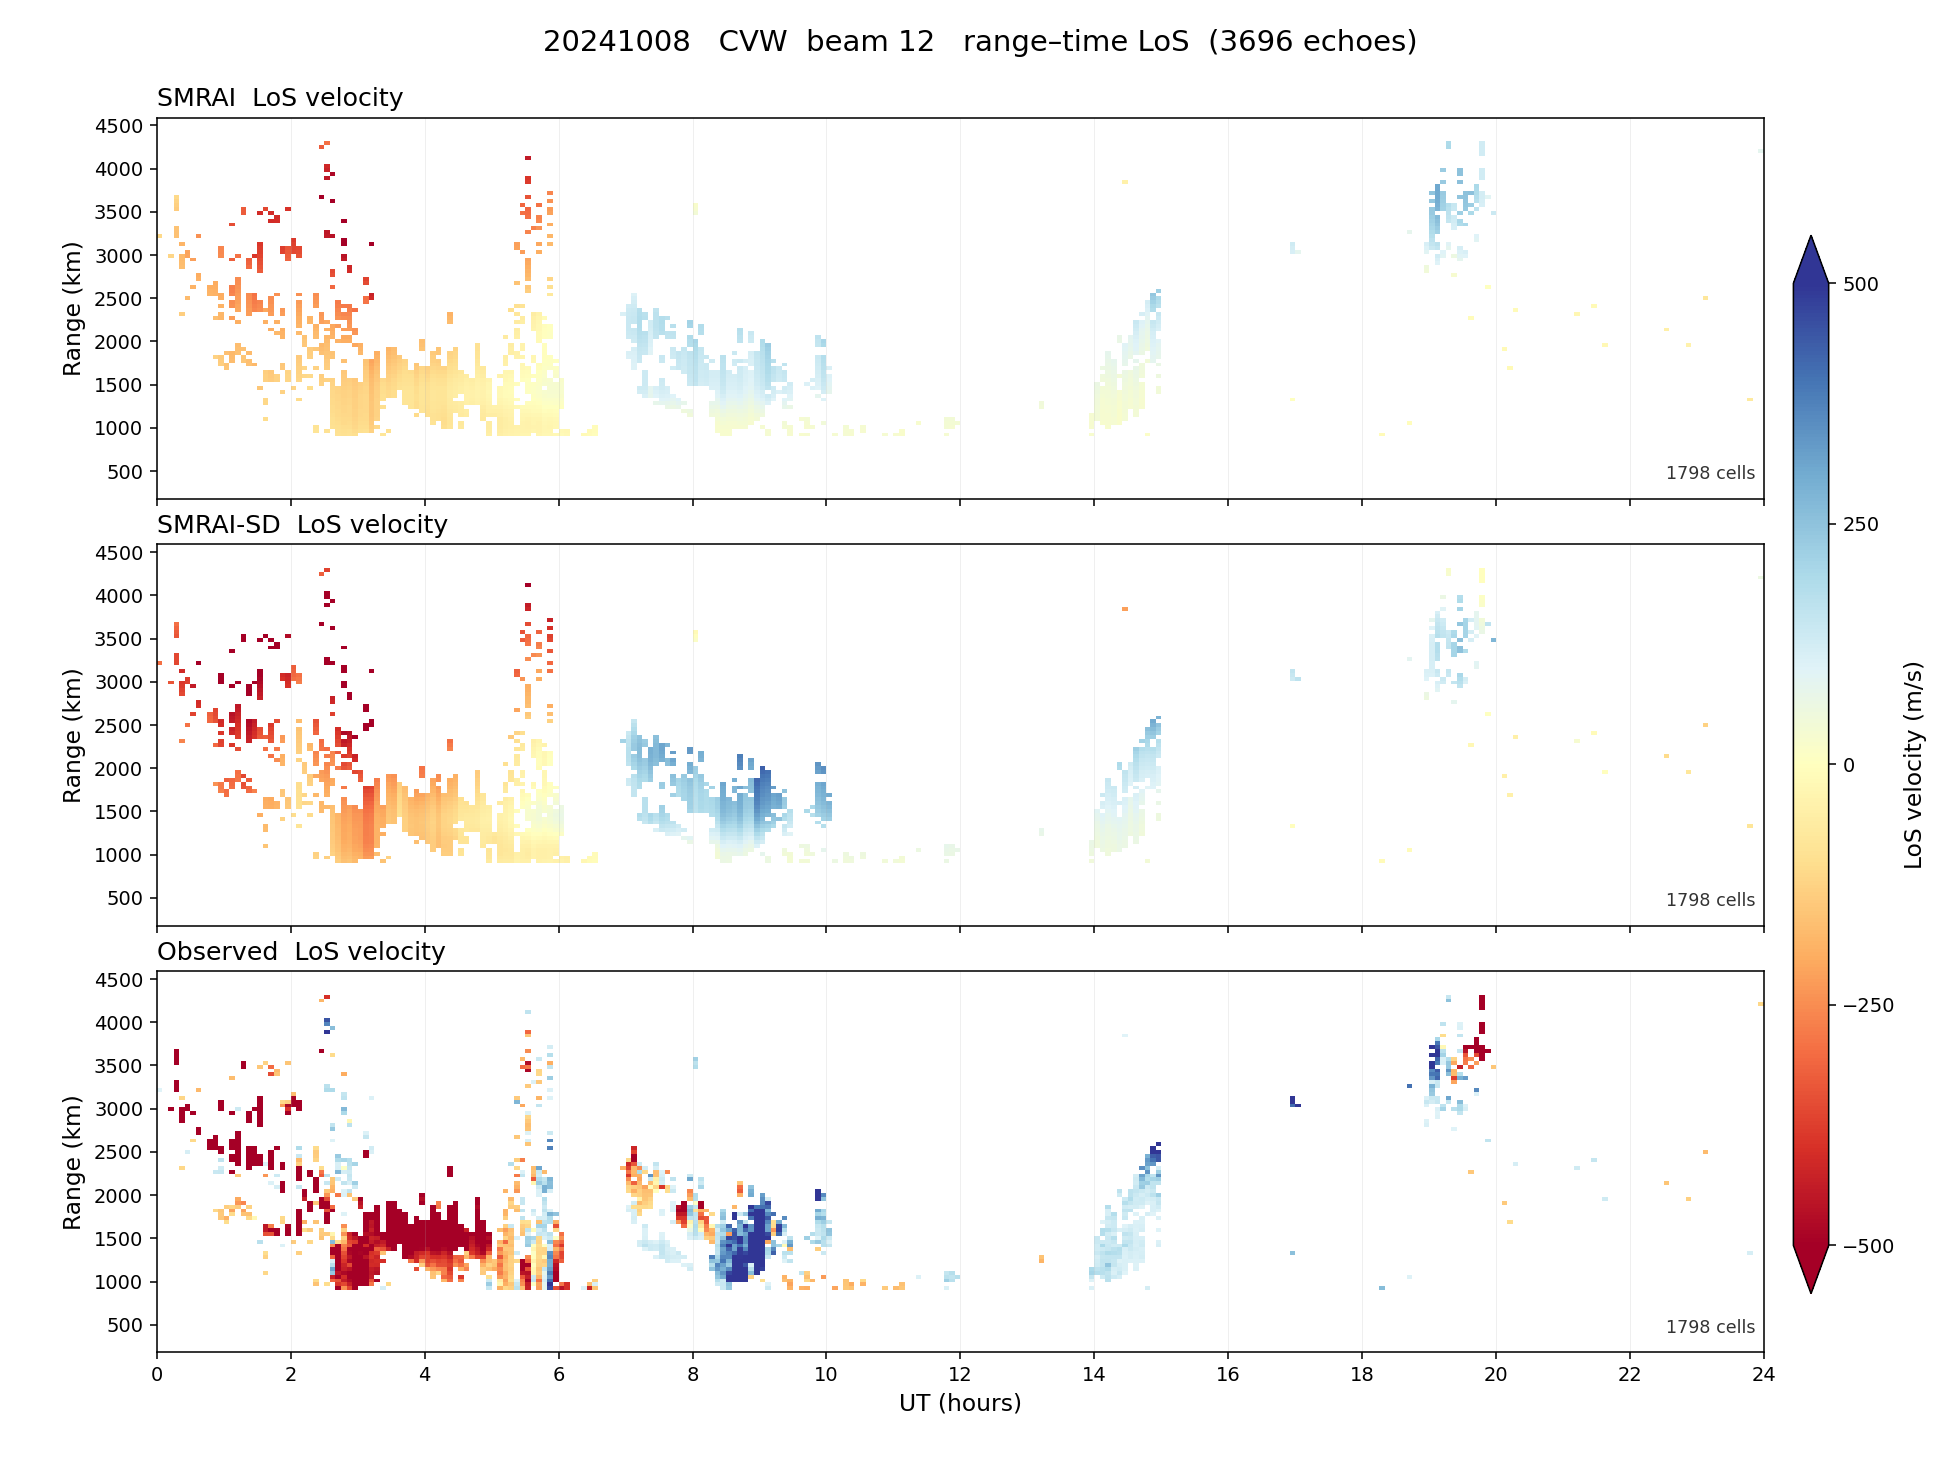 20241008 CVW beam 12 range–time LoS (3696 echoes)
SMRAI LoS velocity
4500
4000
3500
3000
2500
2000
1500
1000
500
Range (km)
1798 cells
SMRAI-SD LoS velocity
4500
4000
3500
3000
2500
2000
1500
1000
500
Range (km)
1798 cells
Observed LoS velocity
4500
4000
3500
3000
2500
2000
1500
1000
500
Range (km)
1798 cells
0 2 4 6 8 10 12 14 16 18 20 22 24
UT (hours)
500
250
0
−250
−500
LoS velocity (m/s)